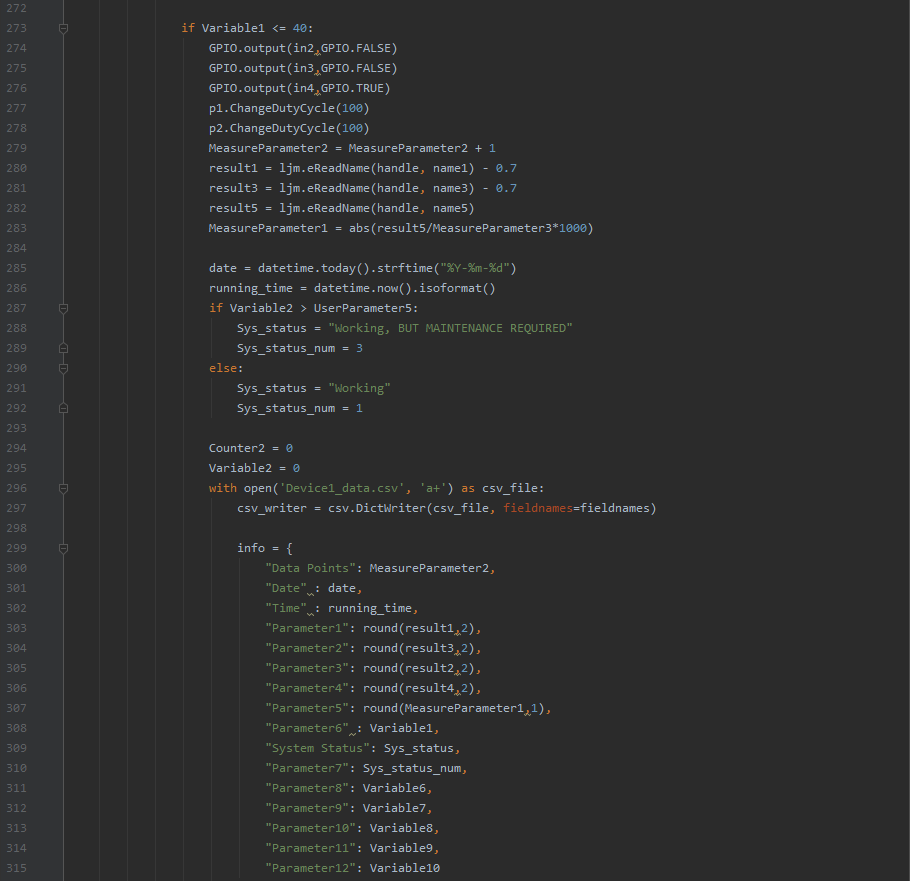 272
273 if Variable1 <= 40:
274 GPIO.output(in2,GPIO.FALSE)
275 GPIO.output(in3,GPIO.FALSE)
276 GPIO.output(in4,GPIO.TRUE)
277 p1.ChangeDutyCycle(100)
278 p2.ChangeDutyCycle(100)
279 MeasureParameter2 = MeasureParameter2 + 1
280 result1 = ljm.eReadName(handle, name1) - 0.7
281 result3 = ljm.eReadName(handle, name3) - 0.7
282 result5 = ljm.eReadName(handle, name5)
283 MeasureParameter1 = abs(result5/MeasureParameter3*1000)
284
285 date = datetime.today().strftime("%Y-%m-%d")
286 running_time = datetime.now().isoformat()
287 if Variable2 > UserParameter5:
288 Sys_status = "Working, BUT MAINTENANCE REQUIRED"
289 Sys_status_num = 3
290 else:
291 Sys_status = "Working"
292 Sys_status_num = 1
293
294 Counter2 = 0
295 Variable2 = 0
296 with open('Device1_data.csv', 'a+') as csv_file:
297 csv_writer = csv.DictWriter(csv_file, fieldnames=fieldnames)
298
299 info = {
300 "Data Points": MeasureParameter2,
301 "Date" : date,
302 "Time" : running_time,
303 "Parameter1": round(result1,2),
304 "Parameter2": round(result3,2),
305 "Parameter3": round(result2,2),
306 "Parameter4": round(result4,2),
307 "Parameter5": round(MeasureParameter1,1),
308 "Parameter6" : Variable1,
309 "System Status": Sys_status,
310 "Parameter7": Sys_status_num,
311 "Parameter8": Variable6,
312 "Parameter9": Variable7,
313 "Parameter10": Variable8,
314 "Parameter11": Variable9,
315 "Parameter12": Variable10